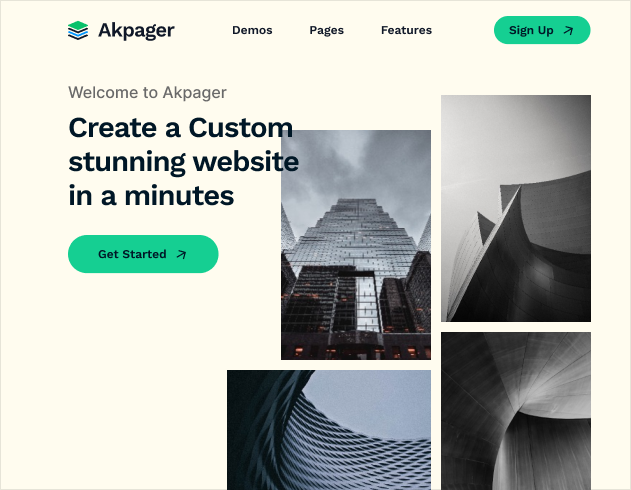 Akpager
Demos
Pages
Features
Sign Up
Welcome to Akpager
Create a Custom
stunning website
in a minutes
Get Started